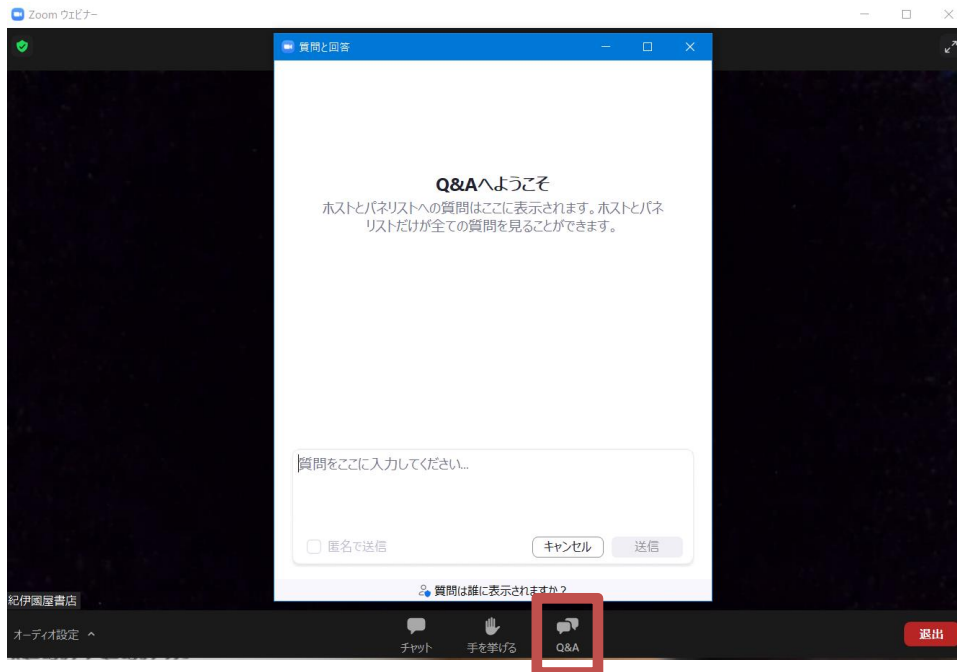 Zoom ウェビナー
質問と回答
Q&Aへようこそ
ホストとパネリストへの質問はここに表示されます。ホストとパネ
リストだけが全ての質問を見ることができます。
質問をここに入力してください...
匿名で送信
キャンセル
送信
質問は誰に表示されますか?
紀伊國屋書店
オーディオ設定
チャット
手を挙げる
Q&A
退出